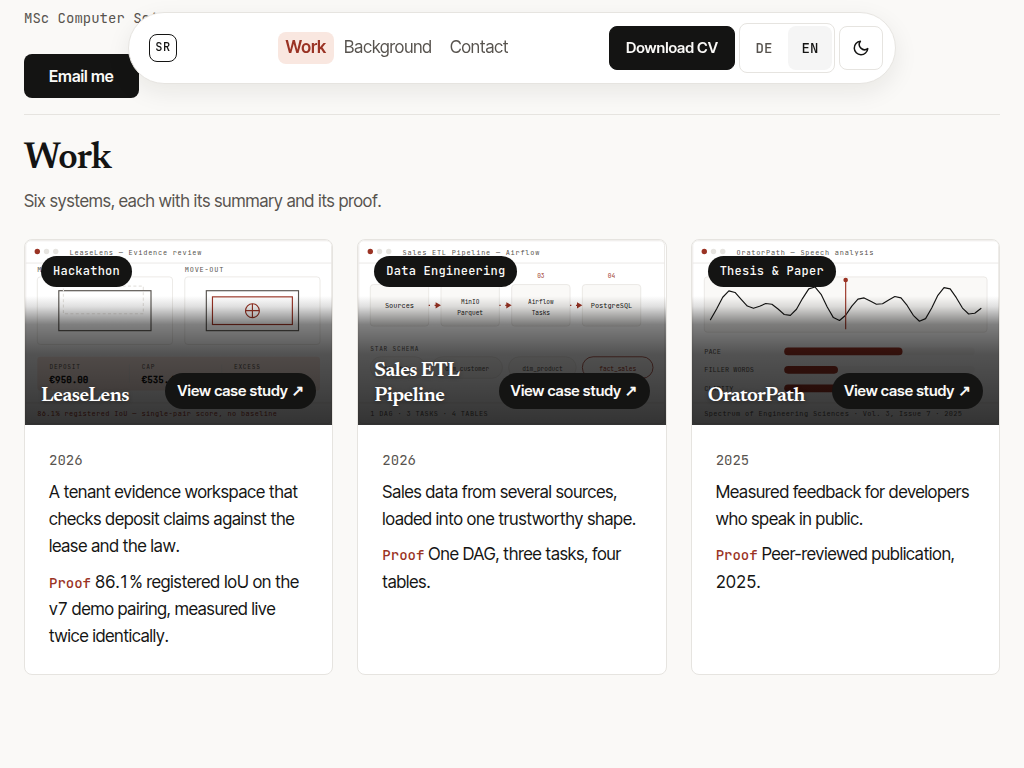 MSc Computer Sc
SR
Work
Background
Contact
Download CV
DE
EN
Email me
Work
Six systems, each with its summary and its proof.
LeaseLens — Evidence review
Hackathon
MOVE-OUT
DEPOSIT
CAP
EXCESS
€950.00
€535.
LeaseLens
View case study ↗
86.1% registered IoU — single-pair score, no baseline
2026
A tenant evidence workspace that
checks deposit claims against the
lease and the law.
Proof 86.1% registered IoU on the
v7 demo pairing, measured live
twice identically.
Sales ETL Pipeline — Airflow
Data Engineering
03
04
Sources
MinIO
Parquet
Airflow
Tasks
PostgreSQL
STAR SCHEMA
dim_product
fact_sales
Sales ETL
Pipeline
View case study ↗
1 DAG · 3 TASKS · 4 TABLES
2026
Sales data from several sources,
loaded into one trustworthy shape.
Proof One DAG, three tasks, four
tables.
OratorPath — Speech analysis
Thesis & Paper
PACE
FILLER WORDS
OratorPath
View case study ↗
Spectrum of Engineering Sciences · Vol. 3, Issue 7 · 2025
2025
Measured feedback for developers
who speak in public.
Proof Peer-reviewed publication,
2025.